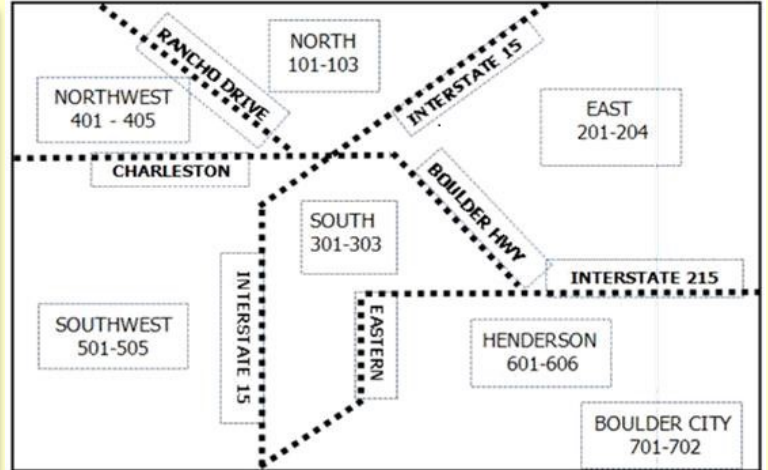 NORTH
101-103
RANCHO DRIVE
INTERSTATE 15
NORTHWEST
401 - 405
EAST
201-204
CHARLESTON
BOULDER HWY
SOUTH
301-303
INTERSTATE 215
INTERSTATE 15
EASTERN
SOUTHWEST
501-505
HENDERSON
601-606
BOULDER CITY
701-702